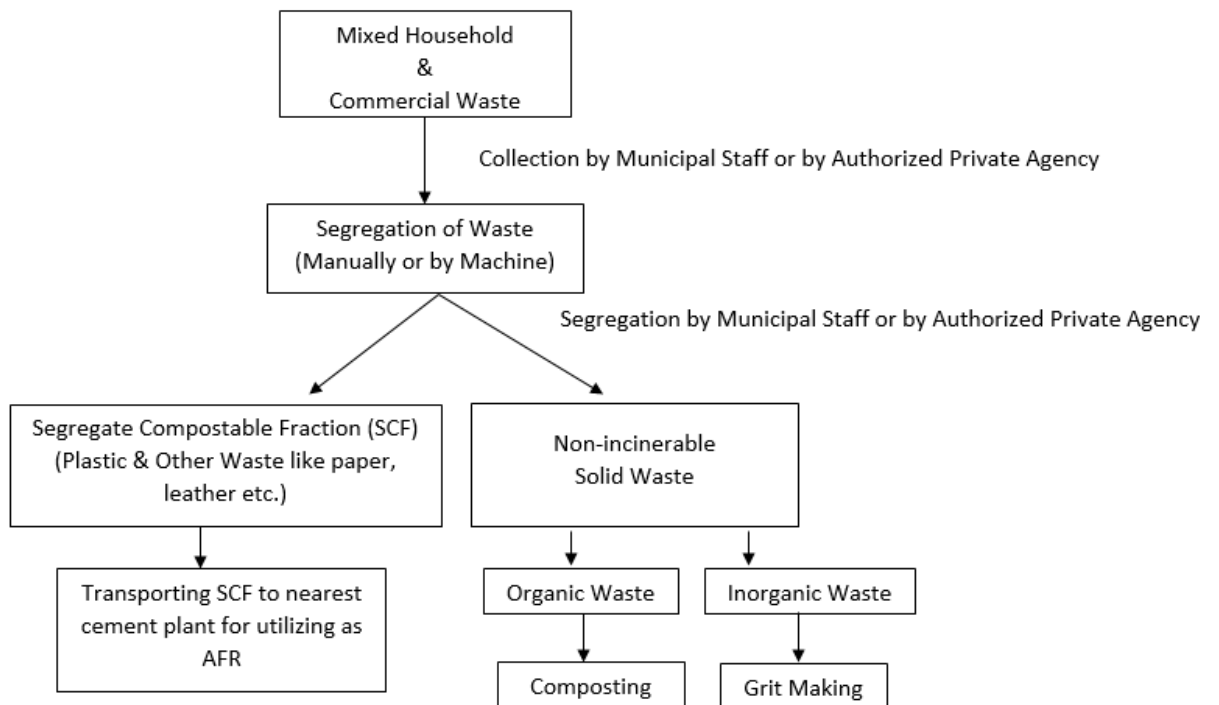 Mixed Household
&
Commercial Waste
Collection by Municipal Staff or by Authorized Private Agency
Segregation of Waste
(Manually or by Machine)
Segregation by Municipal Staff or by Authorized Private Agency
Segregate Compostable Fraction (SCF)
(Plastic & Other Waste like paper,
leather etc.)
Non-incinerable
Solid Waste
Transporting SCF to nearest
cement plant for utilizing as
AFR
Organic Waste
Inorganic Waste
Composting
Grit Making